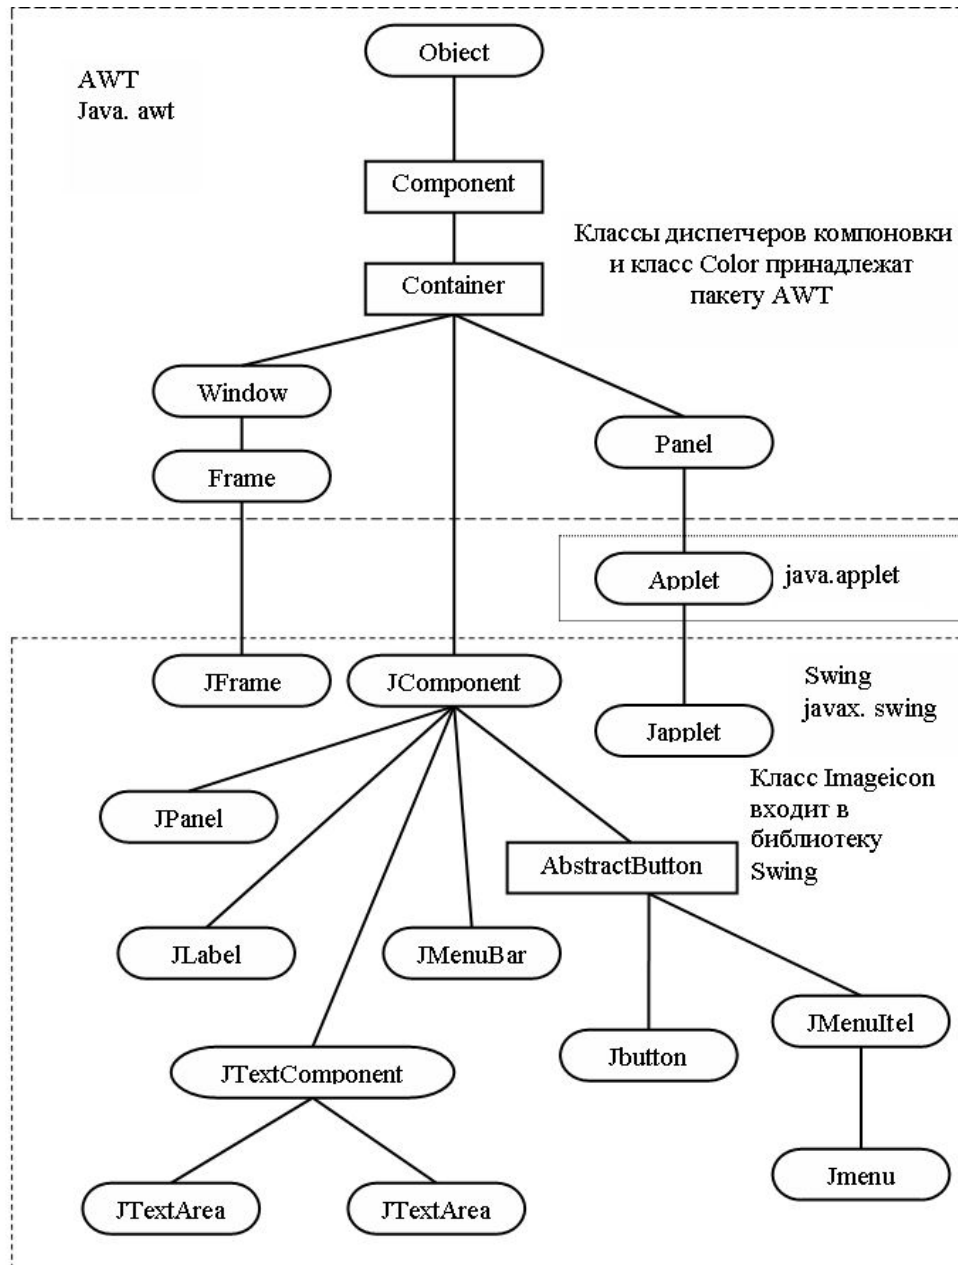 Object
AWT
Java. awt
Component
Классы диспетчеров компоновки
и класс Color принадлежат
пакету AWT
Container
Window
Panel
Frame
Applet
java.applet
JFrame
JComponent
Swing
javax. swing
Japplet
Класс Imageicon
входит в
библиотеку
Swing
JPanel
AbstractButton
JLabel
JMenuBar
JMenuItel
Jbutton
JTextComponent
Jmenu
JTextArea
JTextArea